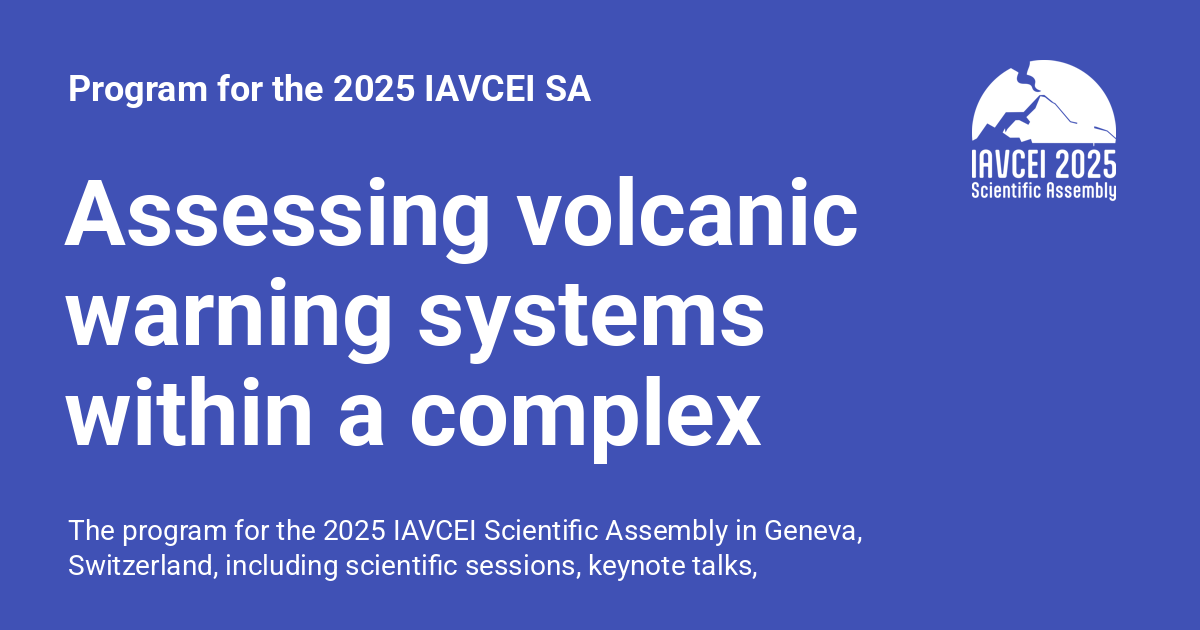 Program for the 2025 IAVCEI SA
IAVCEI 2025
Scientific Assembly
Assessing volcanic
warning systems
within a complex
The program for the 2025 IAVCEI Scientific Assembly in Geneva,
Switzerland, including scientific sessions, keynote talks,